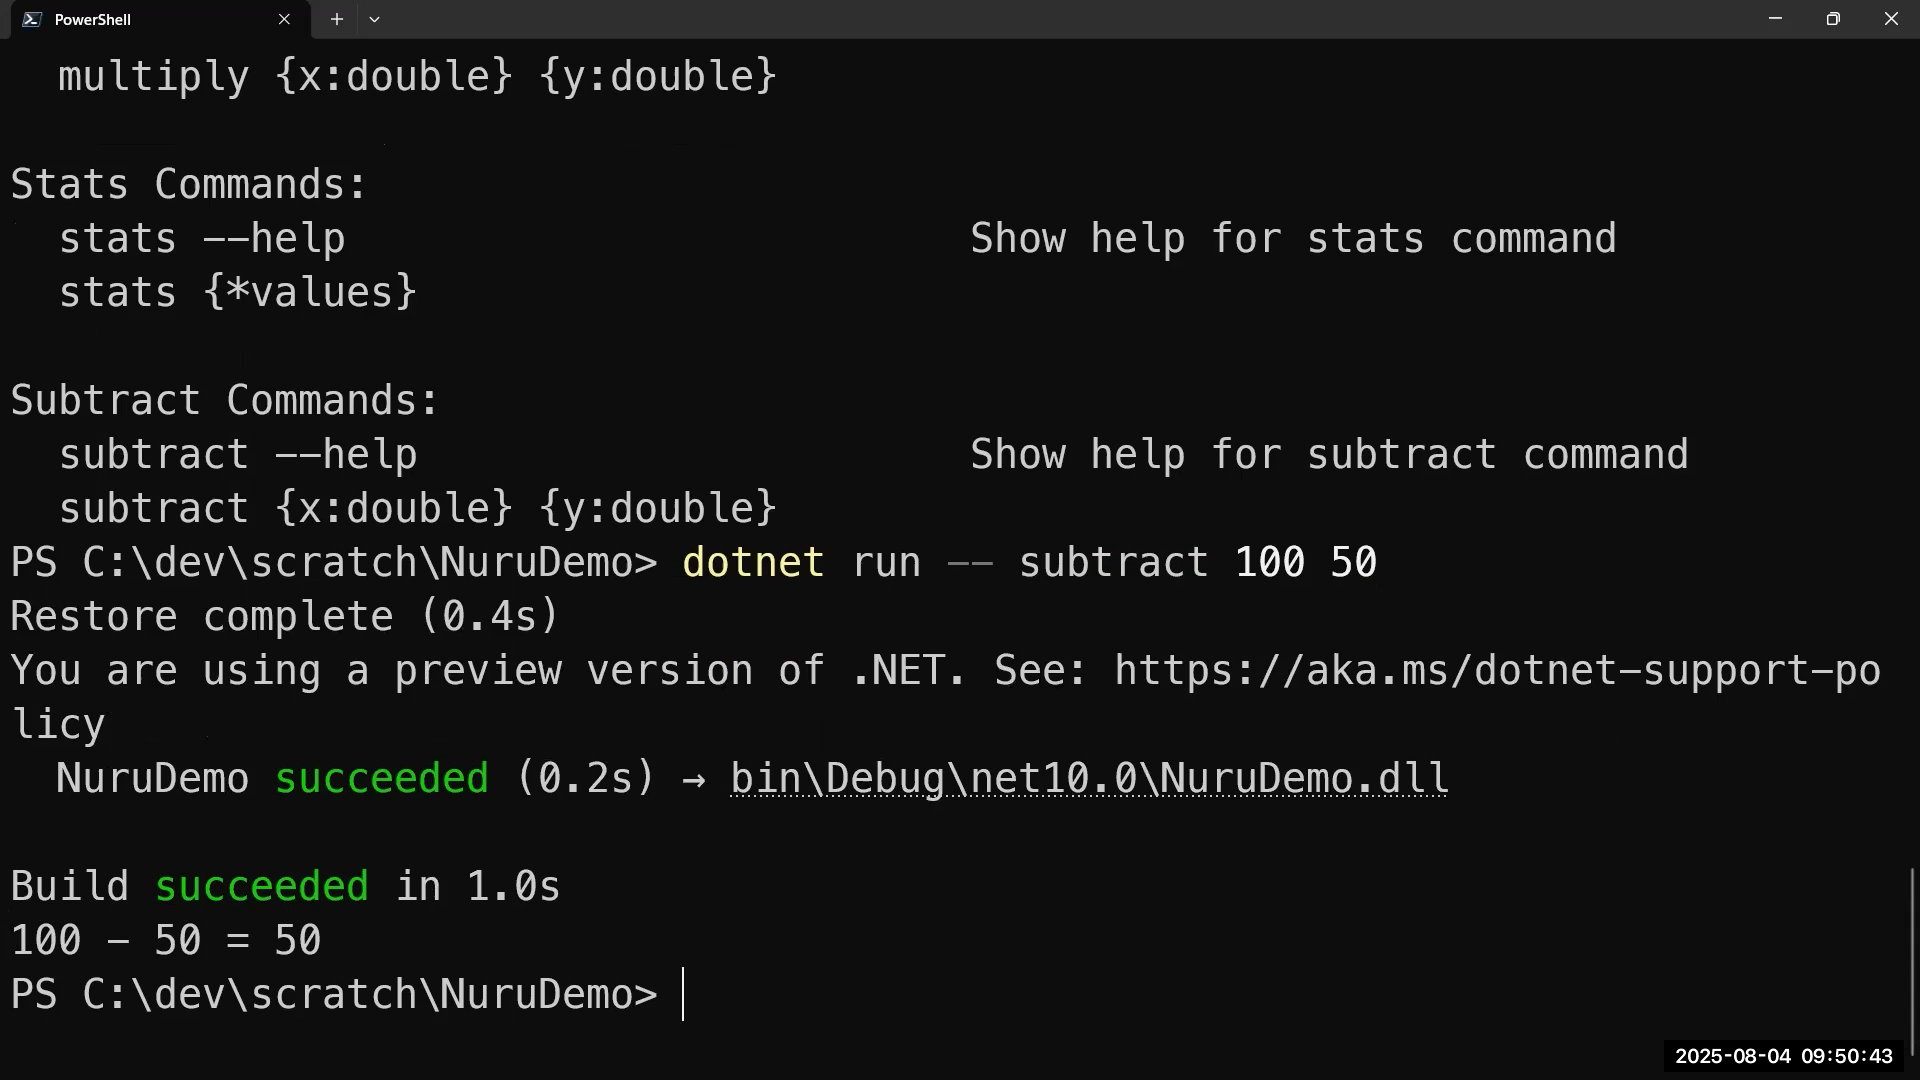 PowerShell
multiply {x:double} {y:double}
Stats Commands:
stats --help Show help for stats command
stats {*values}
Subtract Commands:
subtract --help Show help for subtract command
subtract {x:double} {y:double}
PS C:\dev\scratch\NuruDemo> dotnet run -- subtract 100 50
Restore complete (0.4s)
You are using a preview version of .NET. See: https://aka.ms/dotnet-support-po
licy
NuruDemo succeeded (0.2s) → bin\Debug\net10.0\NuruDemo.dll
Build succeeded in 1.0s
100 - 50 = 50
PS C:\dev\scratch\NuruDemo>
2025-08-04 09:50:43